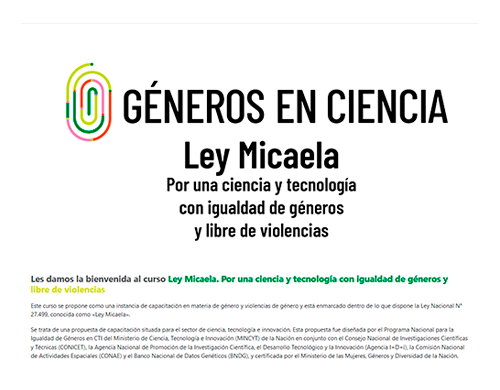 GÉNEROS EN CIENCIA
Ley Micaela
Por una ciencia y tecnología
con igualdad de géneros
y libre de violencias
Les damos la bienvenida al curso Ley Micaela. Por una ciencia y tecnología con igualdad de géneros y
libre de violencias
Este curso se propone como una instancia de capacitación en materia de género y violencias de género y está enmarcado dentro de lo que dispone la Ley Nacional N°
27.499, conocida como «Ley Micaela».
Se trata de una propuesta de capacitación situada para el sector de ciencia, tecnología e innovación. Esta propuesta fue diseñada por el Programa Nacional para la
Igualdad de Géneros en CTI del Ministerio de Ciencia, Tecnología e Innovación (MINCYT) de la Nación en conjunto con el Consejo Nacional de Investigaciones Científicas
y Técnicas (CONICET), la Agencia Nacional de Promoción de la Investigación Científica, el Desarrollo Tecnológico y la Innovación (Agencia I+D+i), la Comisión Nacional
de Actividades Espaciales (CONAE) y el Banco Nacional de Datos Genéticos (BNDG), y certificada por el Ministerio de las Mujeres, Géneros y Diversidad de la Nación.